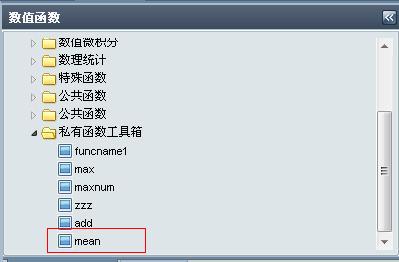 数值函数
数值微积分
数理统计
特殊函数
公共函数
公共函数
私有函数工具箱
funcname1
max
maxnum
zzz
add
mean